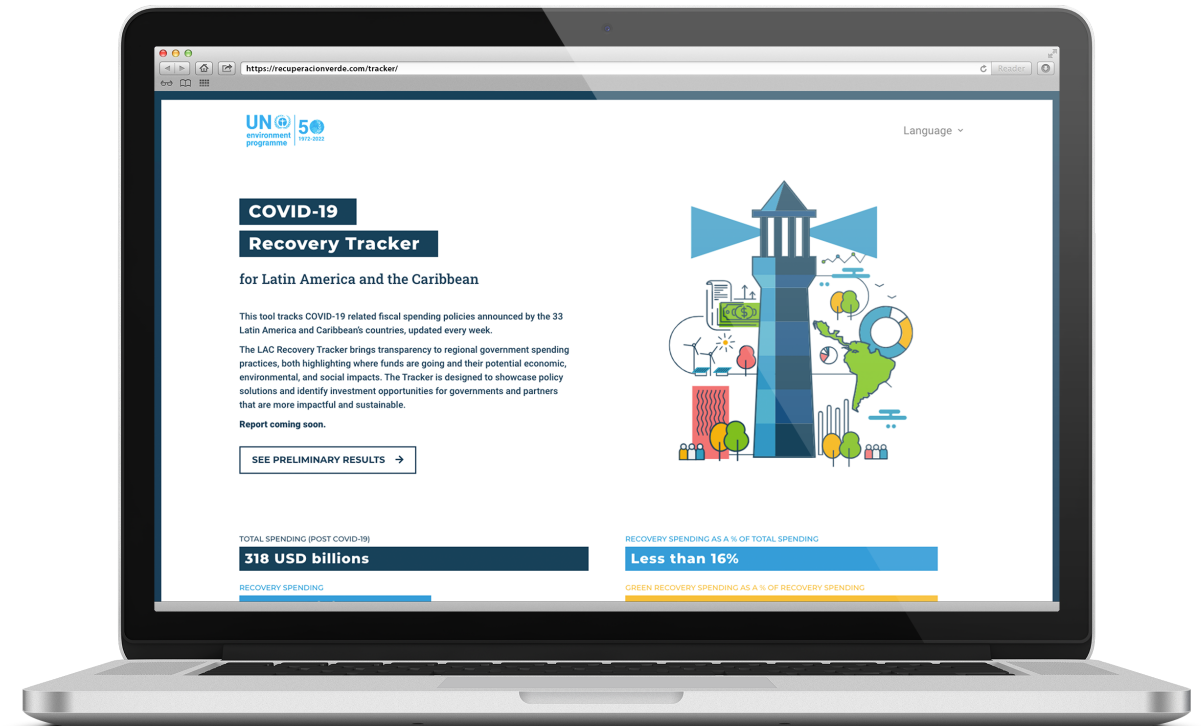 https://recuperacionverde.com/tracker/
Reader
UN
environment
programme
50
1972-2022
Language
COVID-19
Recovery Tracker
for Latin America and the Caribbean
This tool tracks COVID-19 related fiscal spending policies announced by the 33
Latin America and Caribbean's countries, updated every week.
The LAC Recovery Tracker brings transparency to regional government spending
practices, both highlighting where funds are going and their potential economic,
environmental, and social impacts. The Tracker is designed to showcase policy
solutions and identify investment opportunities for governments and partners
that are more impactful and sustainable.
Report coming soon.
SEE PRELIMINARY RESULTS →
TOTAL SPENDING (POST COVID-19)
318 USD billions
RECOVERY SPENDING AS A % OF TOTAL SPENDING
Less than 16%
RECOVERY SPENDING
GREEN RECOVERY SPENDING AS A % OF RECOVERY SPENDING